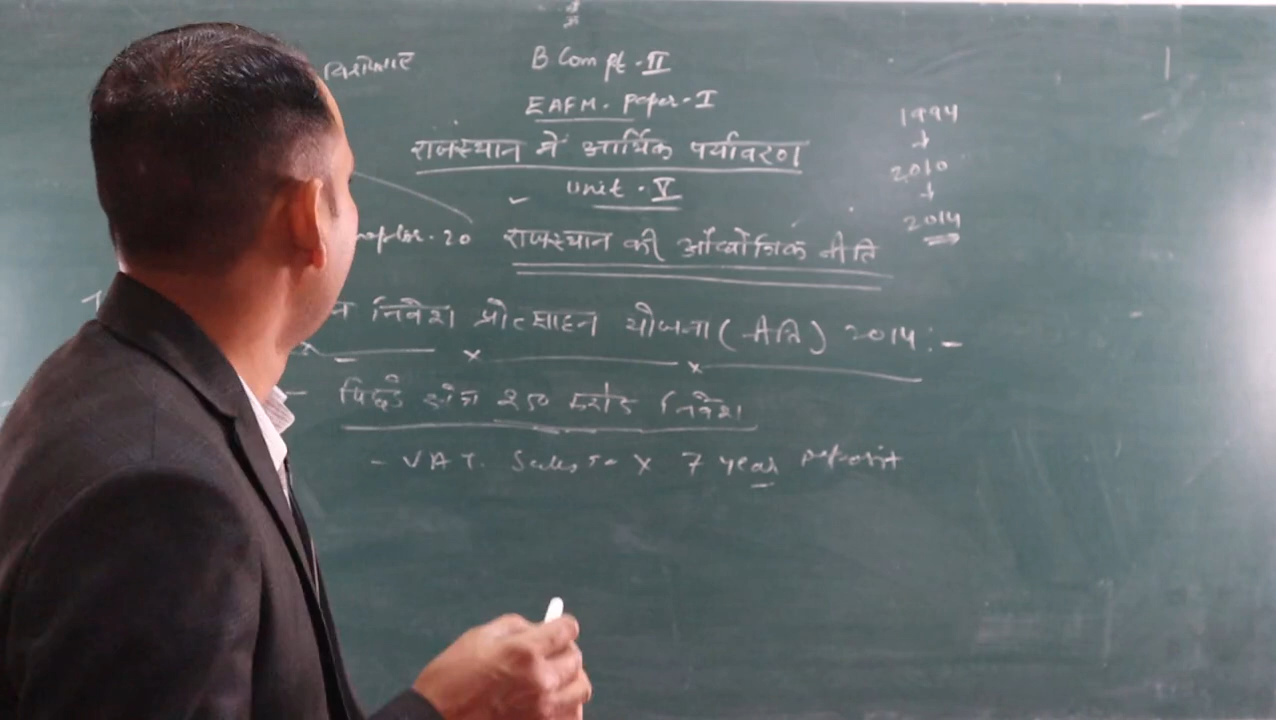 B Com pt - II
EAFM. Paper - I
राजस्थान में आर्थिक पर्यावरण
Unit - V
20 राजस्थान की औद्योगिक नीति
1994
↓
2010
↓
2014
निवेश प्रोत्साहन योजना (नीति) 2014 :-
पिछड़े क्षेत्र 250 करोड़ निवेश
- VAT. Sales Tax 7 year